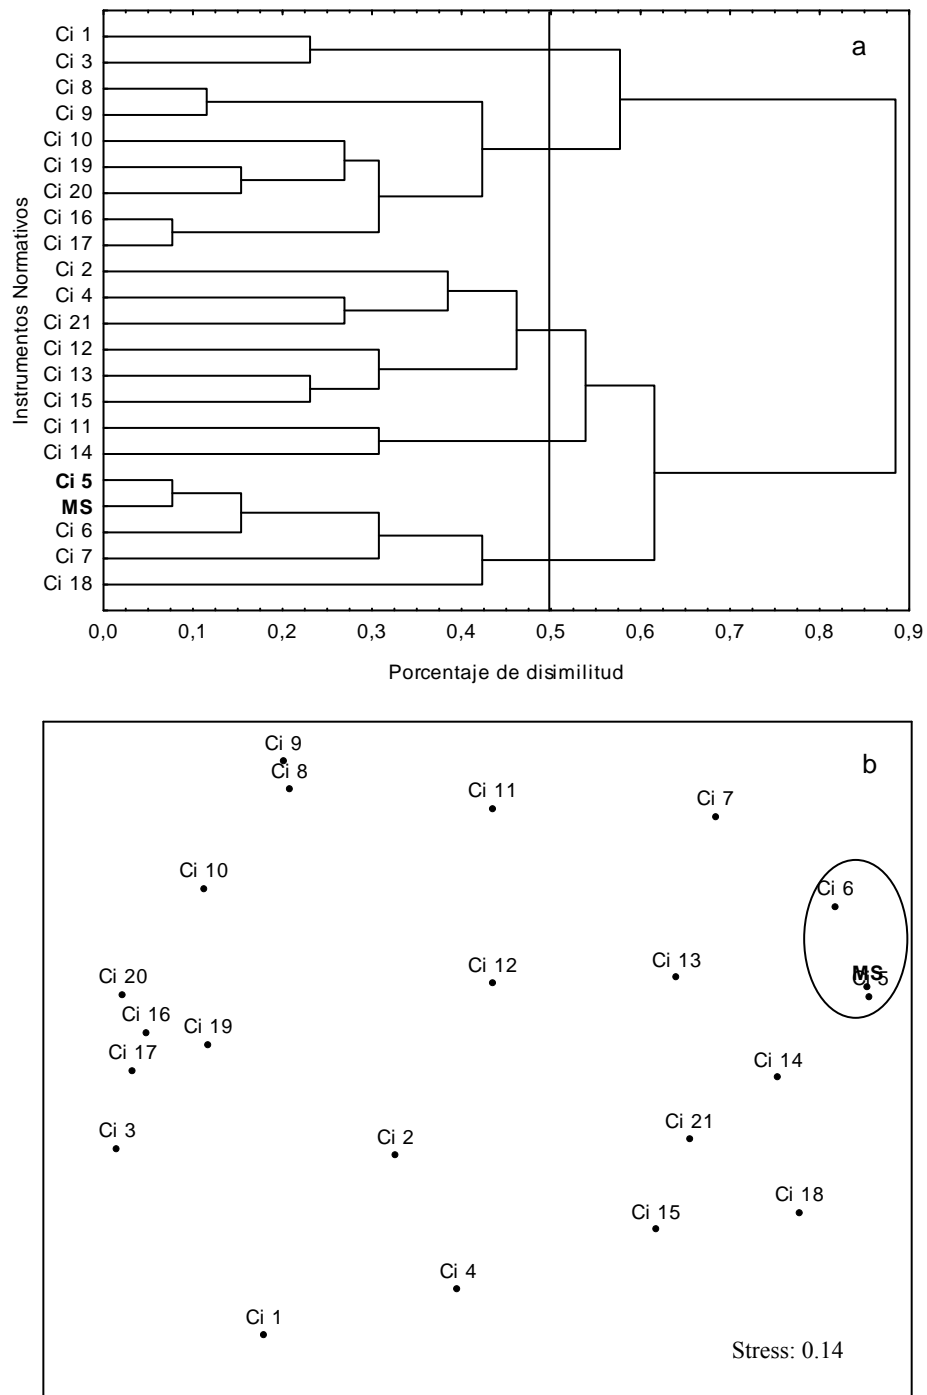 a
Ci 1
Ci 3
Ci 8
Ci 9
Ci 10
Ci 19
Ci 20
Ci 16
Ci 17
Ci 2
Ci 4
Ci 21
Ci 12
Ci 13
Ci 15
Ci 11
Ci 14
Ci 5
MS
Ci 6
Ci 7
Ci 18
Instrumentos Normativos
0,0 0,1 0,2 0,3 0,4 0,5 0,6 0,7 0,8 0,9
Porcentaje de disimilitud
b
Ci 9
Ci 8
Ci 11
Ci 7
Ci 10
Ci 6
Ci 12
Ci 13
MS
Ci 5
Ci 20
Ci 16
Ci 19
Ci 17
Ci 14
Ci 3
Ci 2
Ci 21
Ci 18
Ci 15
Ci 4
Ci 1
Stress: 0.14